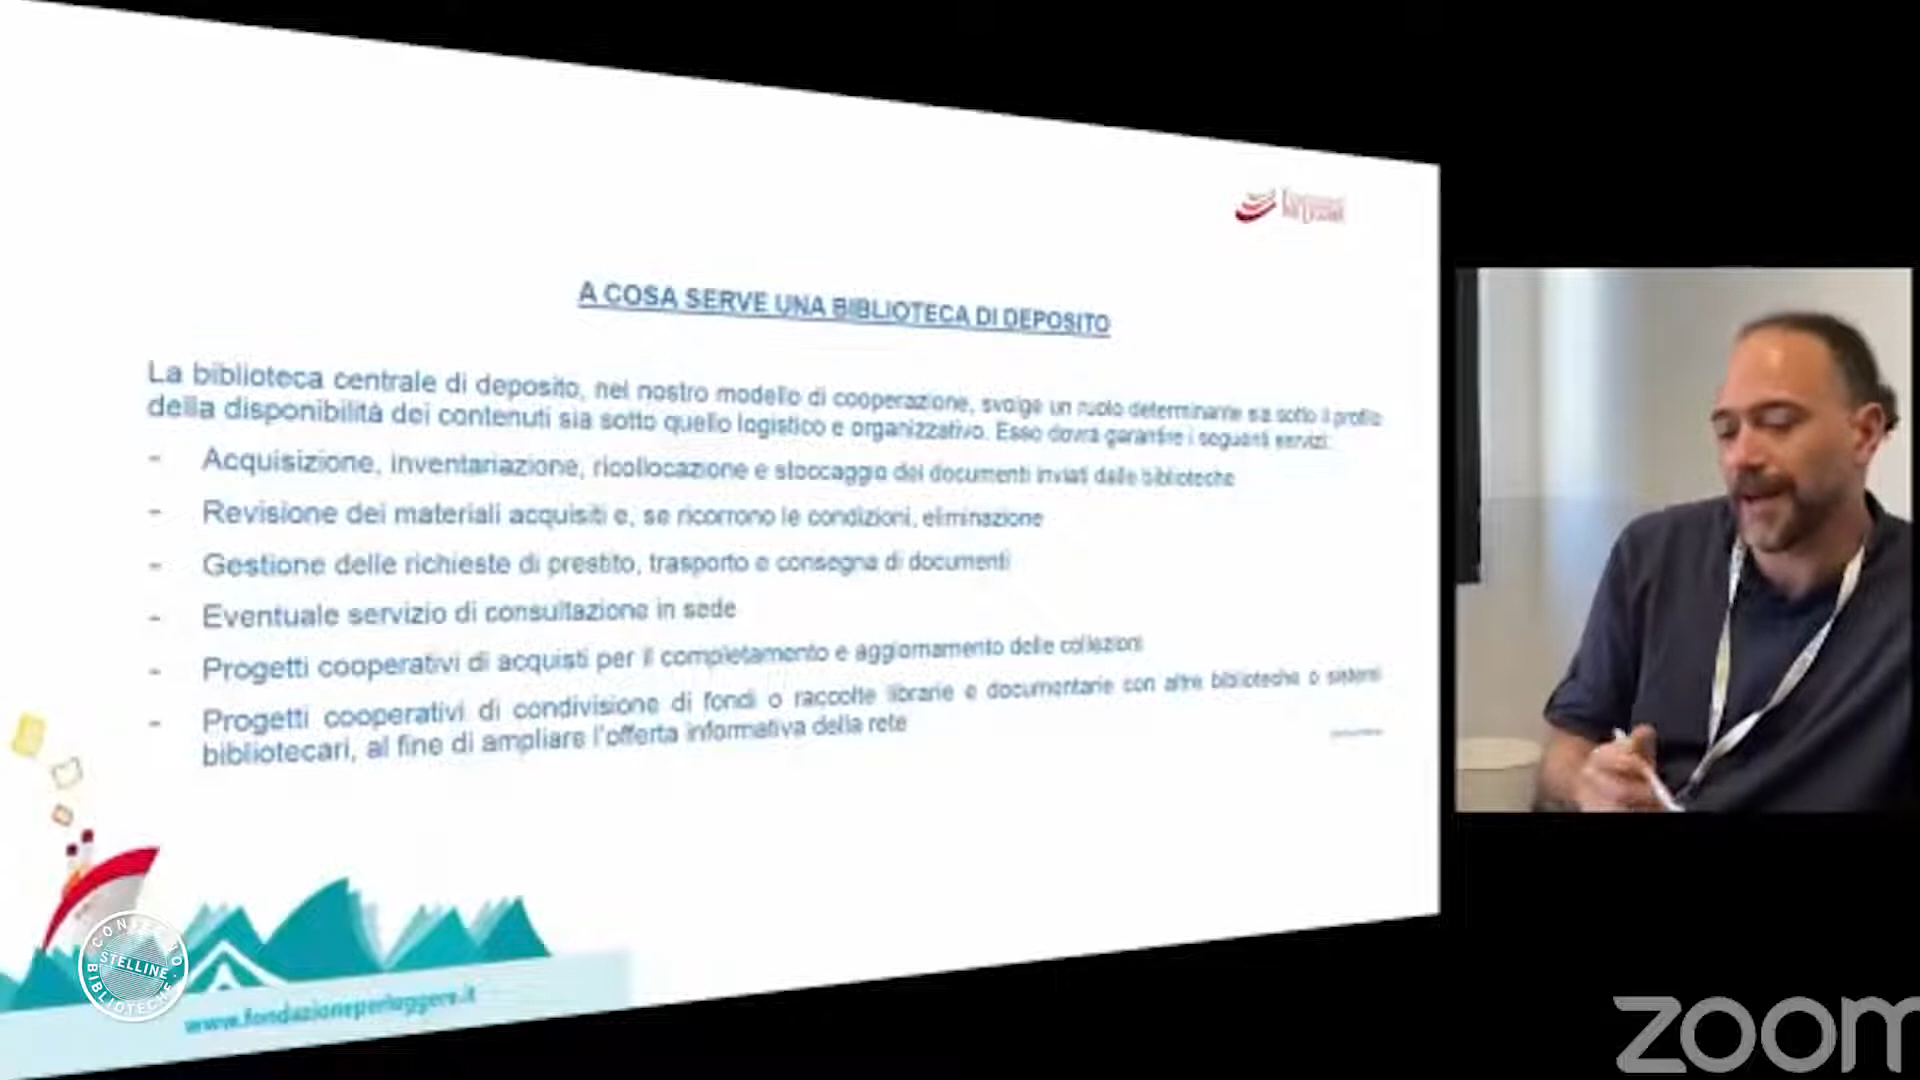 A COSA SERVE UNA BIBLIOTECA DI DEPOSITO
La biblioteca centrale di deposito, nel nostro modello di cooperazione, svolge un ruolo determinante sia sotto il profilo
della disponibilità dei contenuti sia sotto quello logistico e organizzativo. Esso dovrà garantire i seguenti servizi:
- Acquisizione, inventariazione, ricollocazione e stoccaggio dei documenti inviati dalle biblioteche
- Revisione dei materiali acquisiti e, se ricorrono le condizioni, eliminazione
- Gestione delle richieste di prestito, trasporto e consegna di documenti
- Eventuale servizio di consultazione in sede
- Progetti cooperativi di acquisti per il completamento e aggiornamento delle collezioni
- Progetti cooperativi di condivisione di fondi o raccolte librarie e documentarie con altre biblioteche o sistemi
bibliotecari, al fine di ampliare l'offerta informativa della rete
CONVEGNO
STELLINE
BIBLIOTECHE
www.fondazioneperleggere.it
zoom